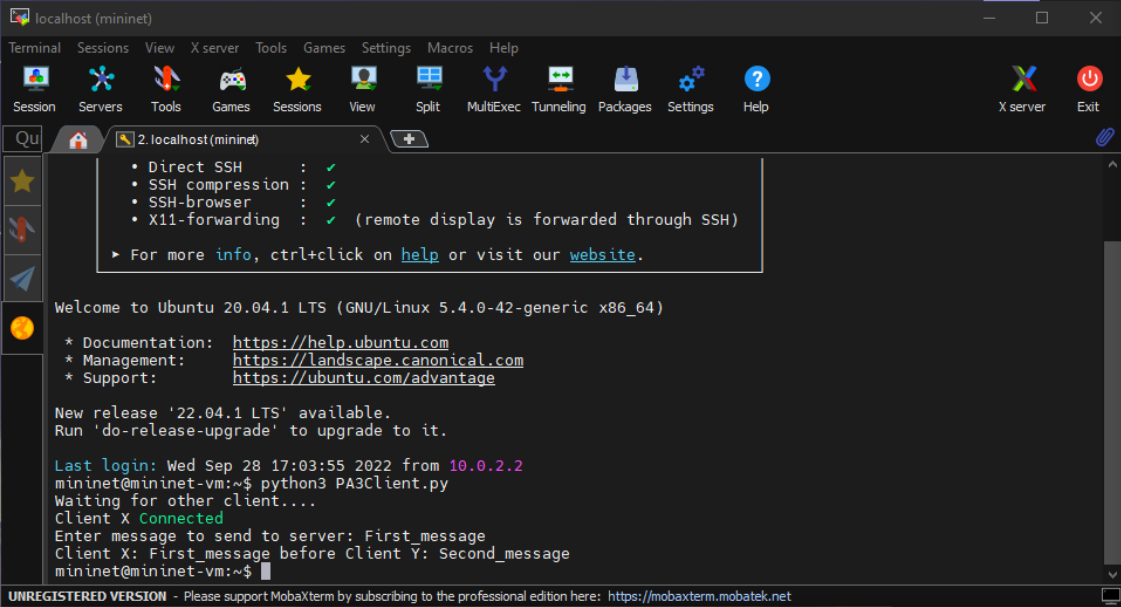 localhost (mininet)
Terminal Sessions View X server Tools Games Settings Macros Help
Session Servers Tools Games Sessions View Split MultiExec Tunneling Packages Settings Help X server Exit
Qu 2. localhost (mininet)
• Direct SSH : ✔
• SSH compression : ✔
• SSH-browser : ✔
• X11-forwarding : ✔ (remote display is forwarded through SSH)
➤ For more info, ctrl+click on help or visit our website.
Welcome to Ubuntu 20.04.1 LTS (GNU/Linux 5.4.0-42-generic x86_64)
* Documentation: https://help.ubuntu.com
* Management: https://landscape.canonical.com
* Support: https://ubuntu.com/advantage
New release '22.04.1 LTS' available.
Run 'do-release-upgrade' to upgrade to it.
Last login: Wed Sep 28 17:03:55 2022 from 10.0.2.2
mininet@mininet-vm:~$ python3 PA3Client.py
Waiting for other client....
Client X Connected
Enter message to send to server: First_message
Client X: First_message before Client Y: Second_message
mininet@mininet-vm:~$
UNREGISTERED VERSION - Please support MobaXterm by subscribing to the professional edition here: https://mobaxterm.mobatek.net